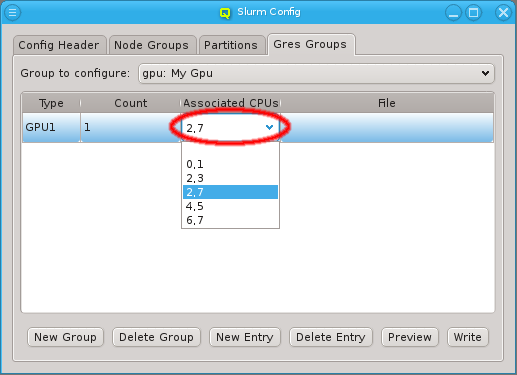 Slurm Config
Config Header
Node Groups
Partitions
Gres Groups
Group to configure:
gpu: My Gpu
Type
Count
Associated CPUs
File
GPU1
1
2,7
0,1
2,3
2,7
4,5
6,7
New Group
Delete Group
New Entry
Delete Entry
Preview
Write